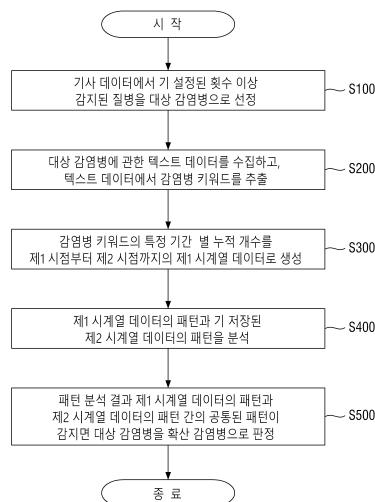 시 작
기사 데이터에서 기 설정된 횟수 이상
감지된 질병을 대상 감염병으로 선정
S100
대상 감염병에 관한 텍스트 데이터를 수집하고,
텍스트 데이터에서 감염병 키워드를 추출
S200
감염병 키워드의 특정 기간 별 누적 개수를
제1 시점부터 제2 시점까지의 제1 시계열 데이터로 생성
S300
제1 시계열 데이터의 패턴과 기 저장된
제2 시계열 데이터의 패턴을 분석
S400
패턴 분석 결과 제1 시계열 데이터의 패턴과
제2 시계열 데이터의 패턴 간의 공통된 패턴이
감지면 대상 감염병을 확산 감염병으로 판정
S500
종 료